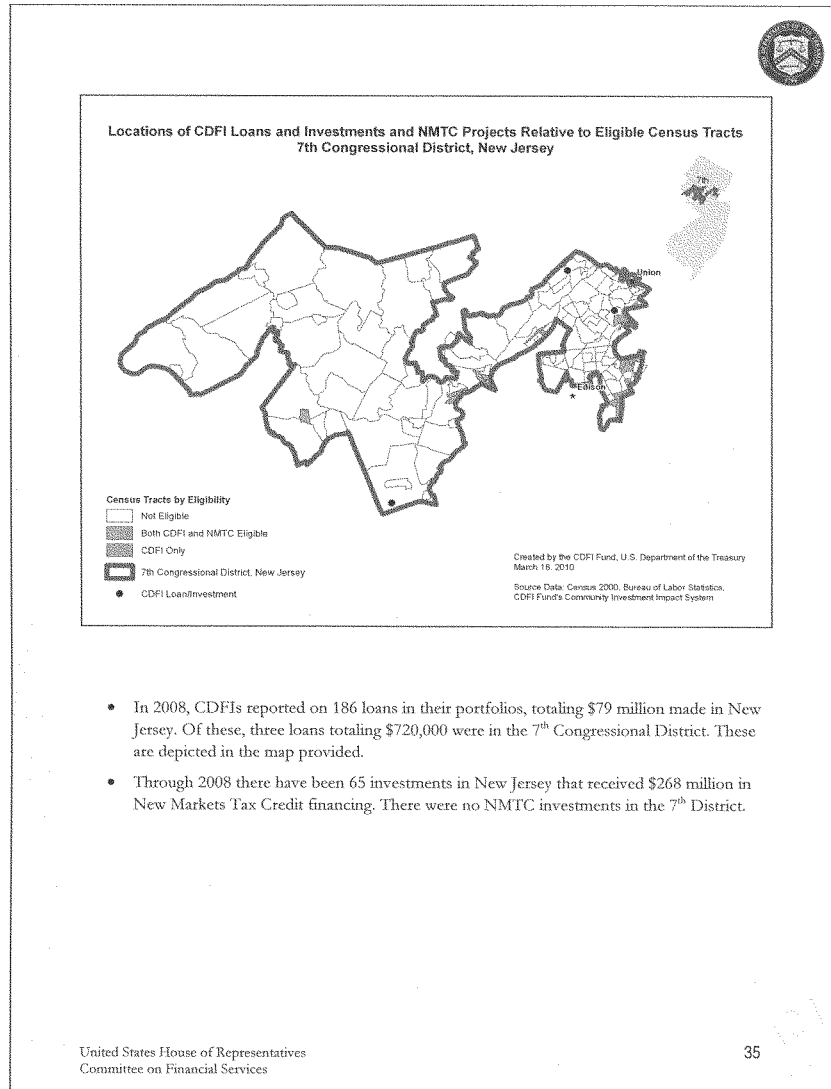 Locations of CDFI Loans and Investments and NMTC Projects Relative to Eligible Census Tracts
7th Congressional District, New Jersey
7th
Union
Edison
Census Tracts by Eligibility
Not Eligible
Both CDFI and NMTC Eligible
CDFI Only
7th Congressional District, New Jersey
CDFI Loan/Investment
Created by the CDFI Fund, U.S. Department of the Treasury
March 16, 2010
Source Data: Census 2000, Bureau of Labor Statistics,
CDFI Fund's Community Investment Impact System
• In 2008, CDFIs reported on 186 loans in their portfolios, totaling $79 million made in New
Jersey. Of these, three loans totaling $720,000 were in the 7th Congressional District. These
are depicted in the map provided.
• Through 2008 there have been 65 investments in New Jersey that received $268 million in
New Markets Tax Credit financing. There were no NMTC investments in the 7th District.
United States House of Representatives
Committee on Financial Services
35